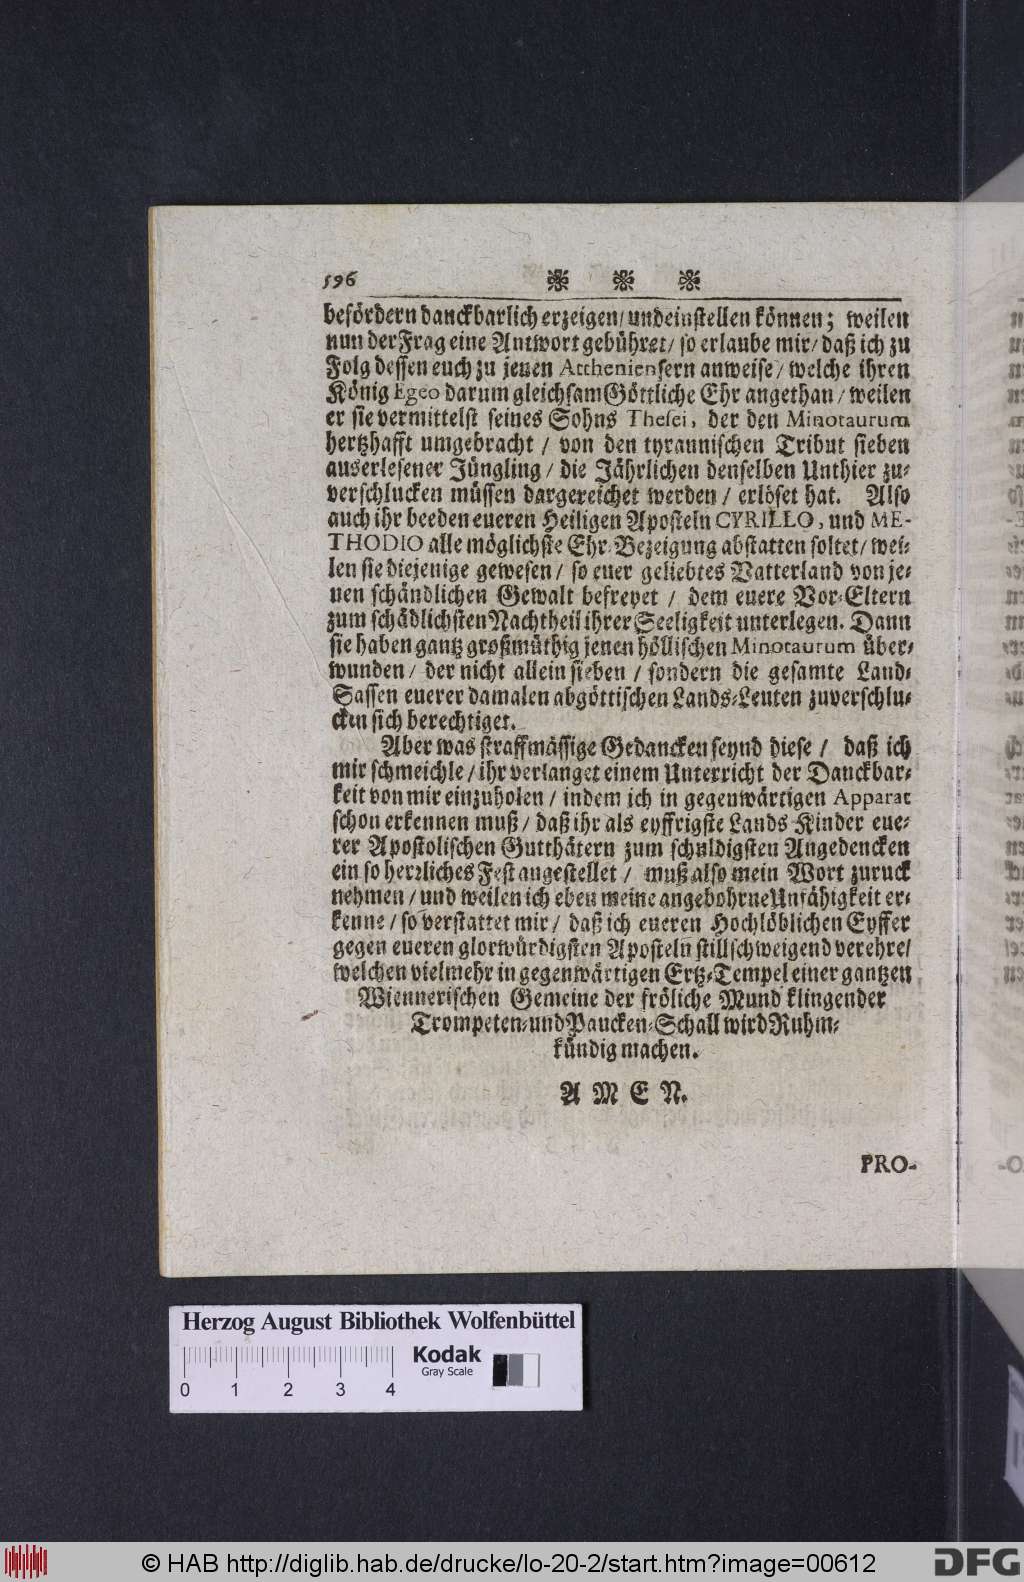 596
befördern danckbarlich erzeigen/ und einstellen können; weilen
nun der Frag eine Antwort gebühret/ so erlaube mir/ daß ich zu
Folg dessen euch zu jenen Atthenien sern anweise/ welche ihren
König Egeo darum gleichsam Göttliche Ehr angethan/ weilen
er sie vermittelst seines Sohns Thesei, der den Minotaurum
hertzhafft umgebracht/ von den tyrannischen Tribut sieben
auserlesener Jüngling/ die Jährlichen denselben Unthier zu-
verschlucken müssen dargereichet werden/ erlöset hat. Also
auch ihr beeden eueren Heiligen Aposteln CYRILLO, und ME-
THODIO alle möglichste Ehr-Bezeigung abstatten soltet/ wei-
len sie diejenige gewesen/ so euer geliebtes Vatterland von je-
nen schändlichen Gewalt befreyet/ dem euere Vor-Eltern
zum schädlichsten Nachtheil ihrer Seeligkeit unterlegen. Dann
sie haben gantz großmüthig jenen höllischen Minotaurum über-
wunden/ der nicht allein sieben/ sondern die gesamte Land-
Sassen euerer damalen abgöttischen Lands-Leuten zuverschlu-
cken sich berechtiget.
Aber was straffmässige Gedancken seynd diese/ daß ich
mir schmeichle/ ihr verlanget einem Unterricht der Danckbar-
keit von mir einzuholen/ indem ich in gegenwärtigen Apparat
schon erkennen muß/ daß ihr als eyffrigste Lands Kinder eue-
rer Apostolischen Gutthätern zum schuldigsten Angedencken
ein so herrliches Fest angestellet/ muß also mein Wort zuruck
nehmen/ und weilen ich eben meine angebohrne Unfähigkeit er-
kenne/ so verstattet mir/ daß ich eueren Hochlöblichen Eyffer
gegen eueren glorwürdigsten Aposteln stillschweigend verehre/
welchen vielmehr in gegenwärtigen Ertz-Tempel einer gantzen
Wiennerischen Gemeine der fröliche Mund klingender
Trompeten-und Paucken-Schall wird Ruhm-
kündig machen.
A M E N.
PRO-
Herzog August Bibliothek Wolfenbüttel
Kodak
Gray Scale
0 1 2 3 4
© HAB http://diglib.hab.de/drucke/lo-20-2/start.htm?image=00612
DFG